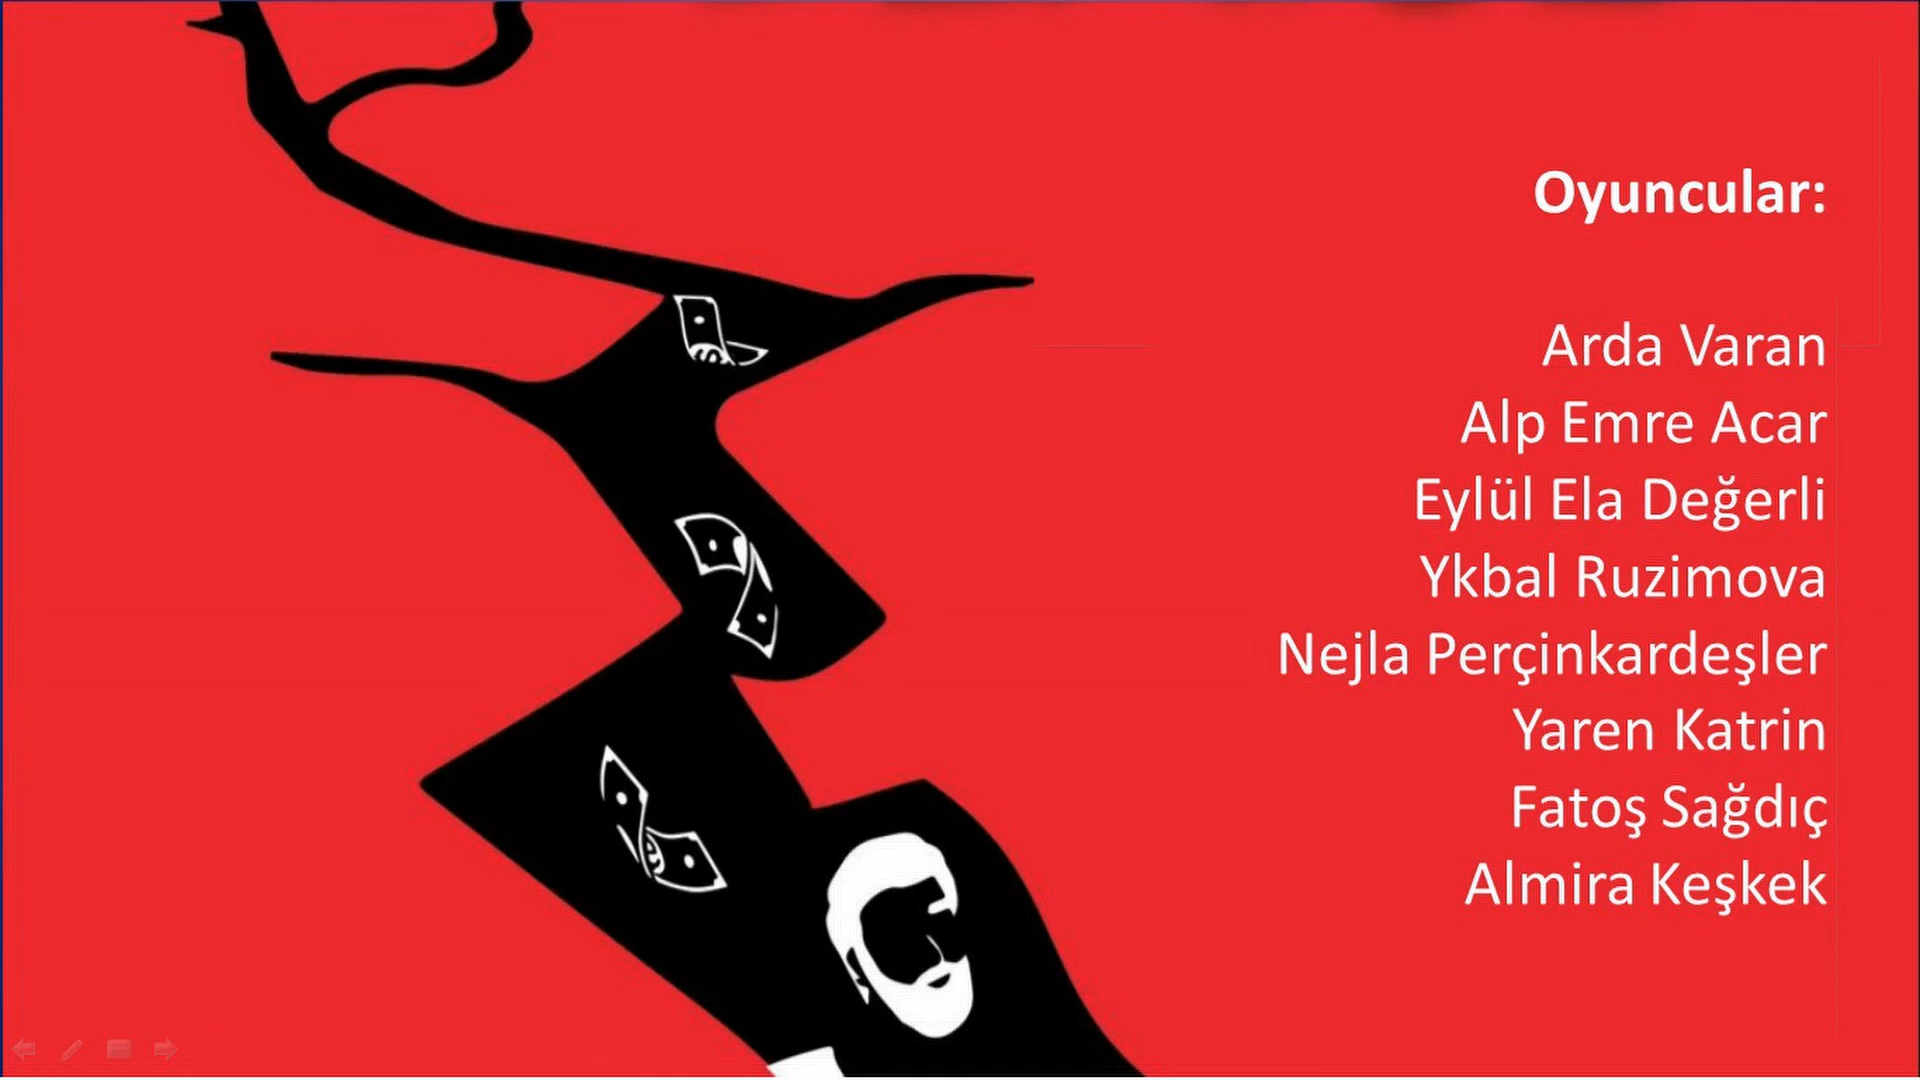 Oyuncular:
Arda Varan
Alp Emre Acar
Eylül Ela Değerli
Ykbal Ruzimova
Nejla Perçinkardeşler
Yaren Katrin
Fatoş Sağdıç
Almira Keşkek